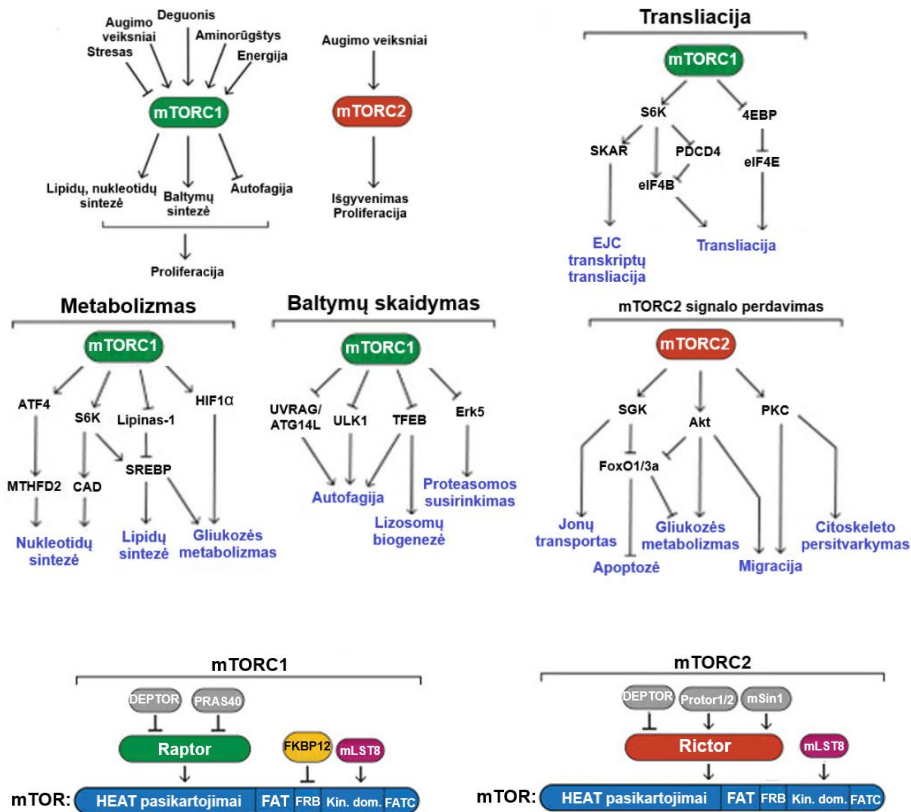 Deguonis
Augimo
veiksniai
Stresas
Aminorūgštys
Energija
mTORC1
Lipidų, nukleotidų
sintezė
Baltymų
sintezė
Autofagija
Proliferacija
Augimo veiksniai
mTORC2
Išgyvenimas
Proliferacija
Transliacija
mTORC1
S6K
4EBP
SKAR
PDCD4
eIF4B
eIF4E
EJC
transkriptų
transliacija
Transliacija
Metabolizmas
mTORC1
ATF4
S6K
Lipinas-1
HIF1α
SREBP
MTHFD2
CAD
Nukleotidų
sintezė
Lipidų
sintezė
Gliukozės
metabolizmas
Baltymų skaidymas
mTORC1
UVRAG/
ATG14L
ULK1
TFEB
Erk5
Autofagija
Proteasomos
susirinkimas
Lizosomų
biogenezė
mTORC2 signalo perdavimas
mTORC2
SGK
Akt
PKC
FoxO1/3a
Jonų
transportas
Gliukozės
metabolizmas
Citoskeleto
persitvarkymas
Apoptozė
Migracija
mTORC1
DEPTOR
PRAS40
Raptor
FKBP12
mLST8
mTOR:
HEAT pasikartojimai
FAT
FRB
Kin. dom.
FATC
mTORC2
DEPTOR
Protor1/2
mSin1
Rictor
mLST8
mTOR:
HEAT pasikartojimai
FAT
FRB
Kin. dom.
FATC